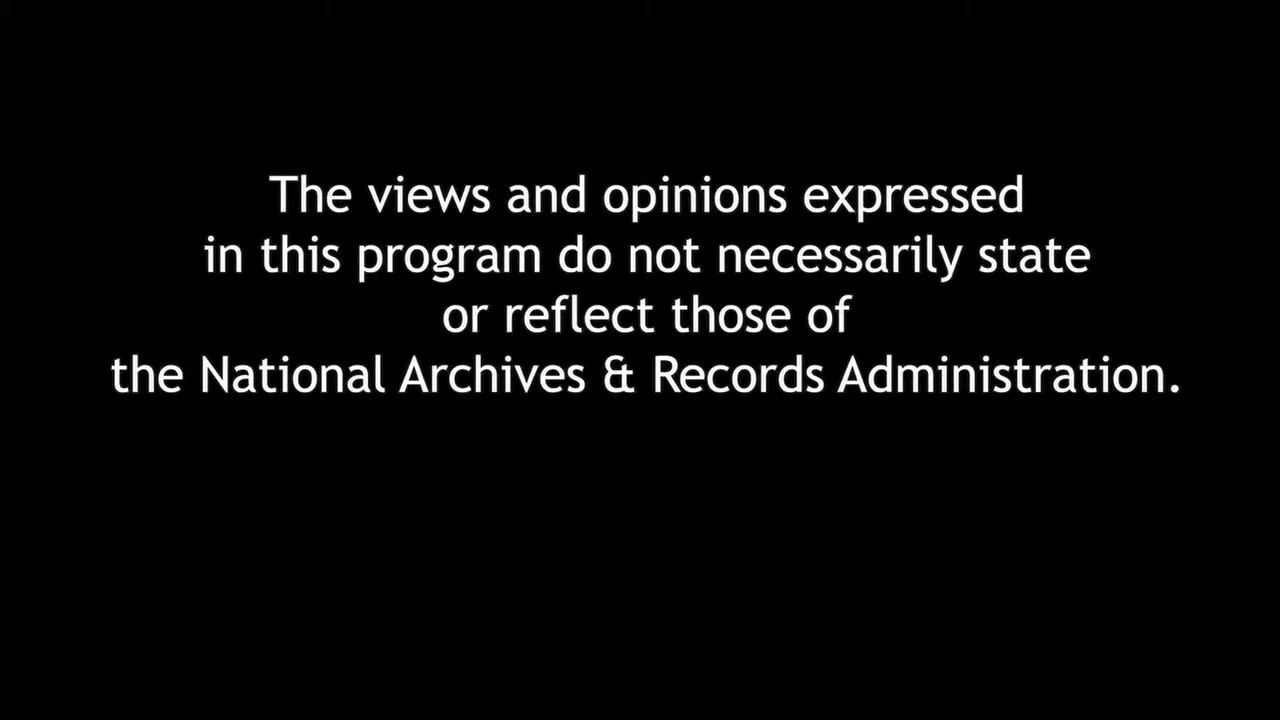 The views and opinions expressed
in this program do not necessarily state
or reflect those of
the National Archives & Records Administration.